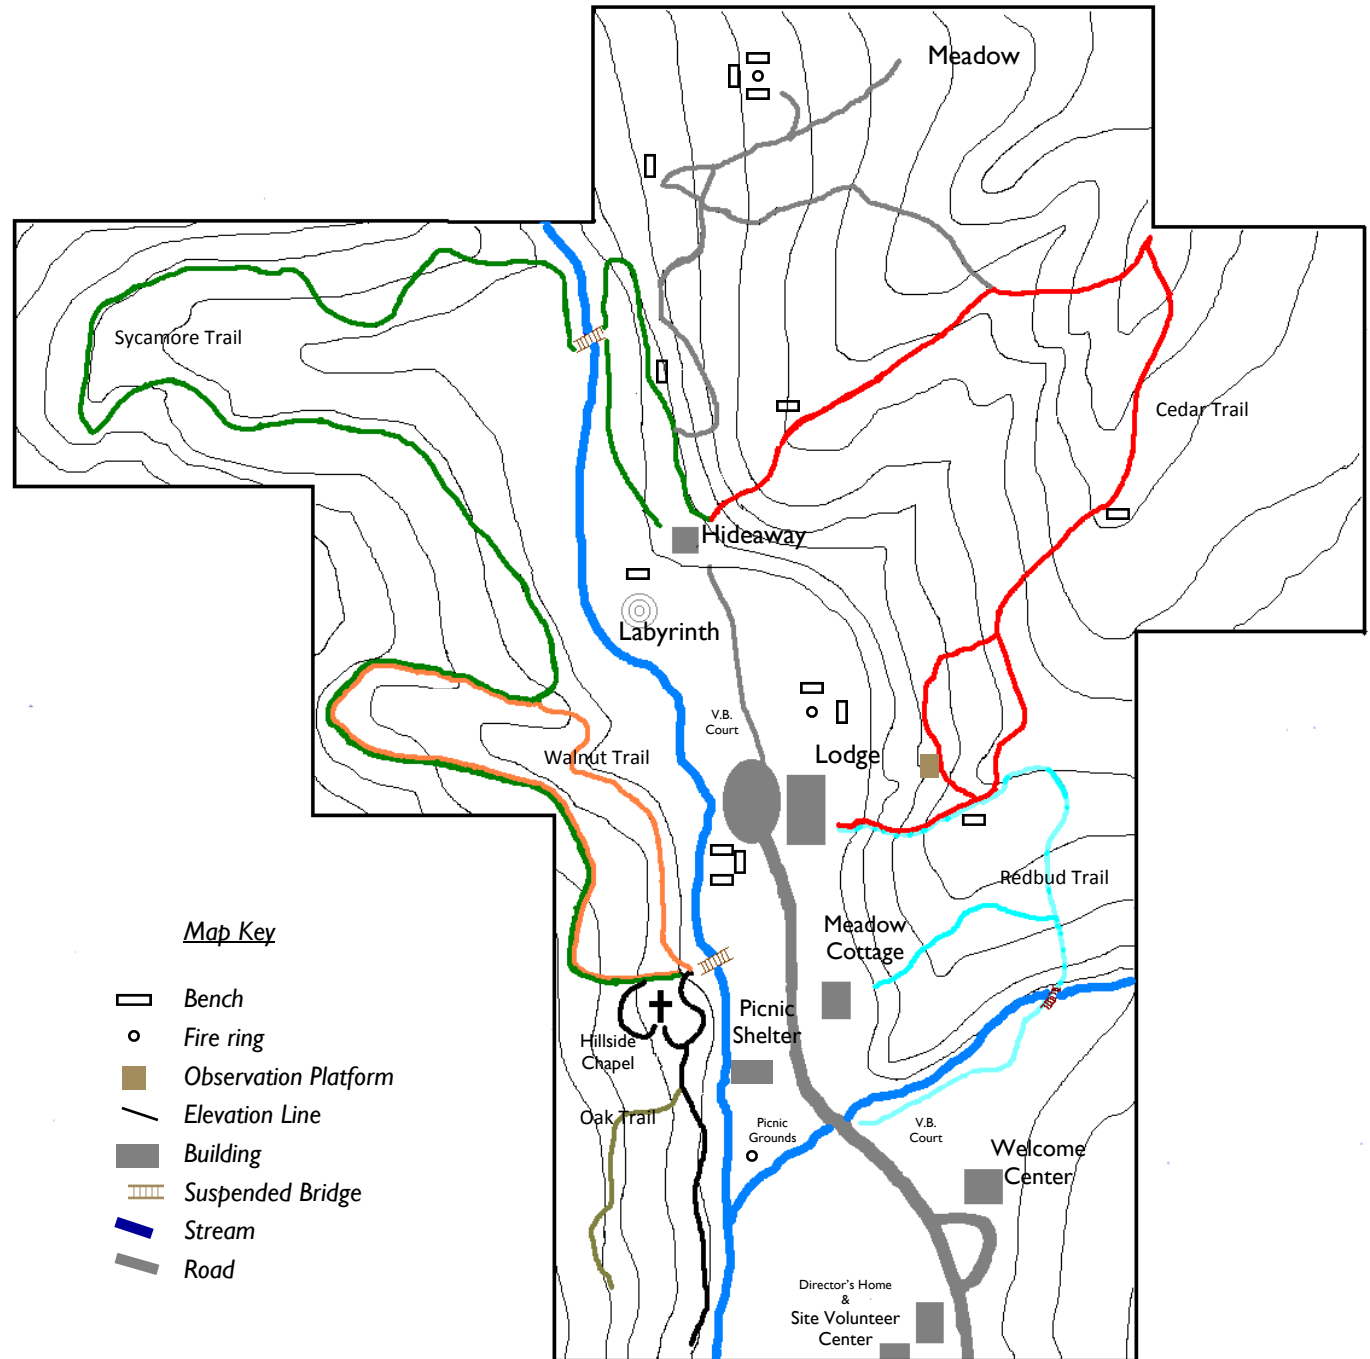 Meadow
Sycamore Trail
Cedar Trail
Hideaway
Labyrinth
V.B.
Court
Lodge
Walnut Trail
Redbud Trail
Meadow
Cottage
Picnic
Shelter
Hillside
Chapel
Oak Trail
Picnic
Grounds
V.B.
Court
Welcome
Center
Director's Home
&
Site Volunteer
Center
Map Key
Bench
Fire ring
Observation Platform
Elevation Line
Building
Suspended Bridge
Stream
Road